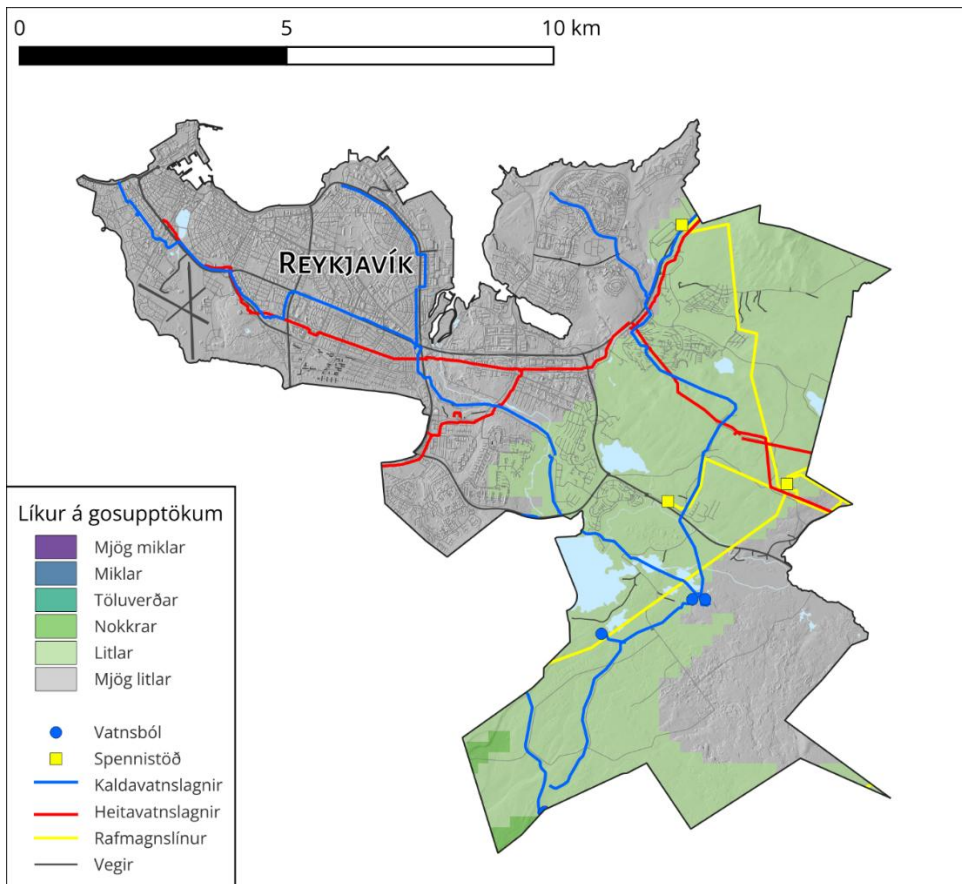 0 5 10 km
REYKJAVÍK
Líkur á gosupptökum
Mjög miklar
Miklar
Töluverðar
Nokkrar
Litlar
Mjög litlar
Vatnsból
Spennistöð
Kaldavatnslagnir
Heitavatnslagnir
Rafmagnslínur
Vegir